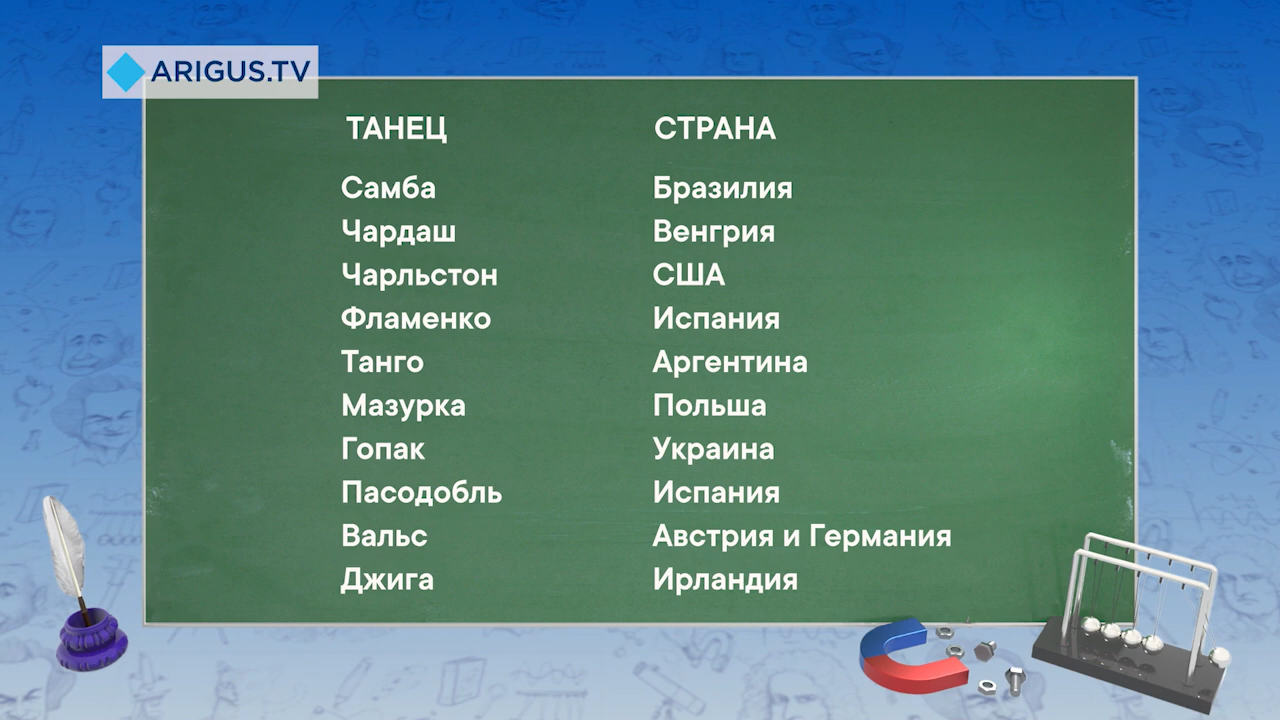 ARIGUS.TV
ТАНЕЦ СТРАНА
Самба Бразилия
Чардаш Венгрия
Чарльстон США
Фламенко Испания
Танго Аргентина
Мазурка Польша
Гопак Украина
Пасодобль Испания
Вальс Австрия и Германия
Джига Ирландия